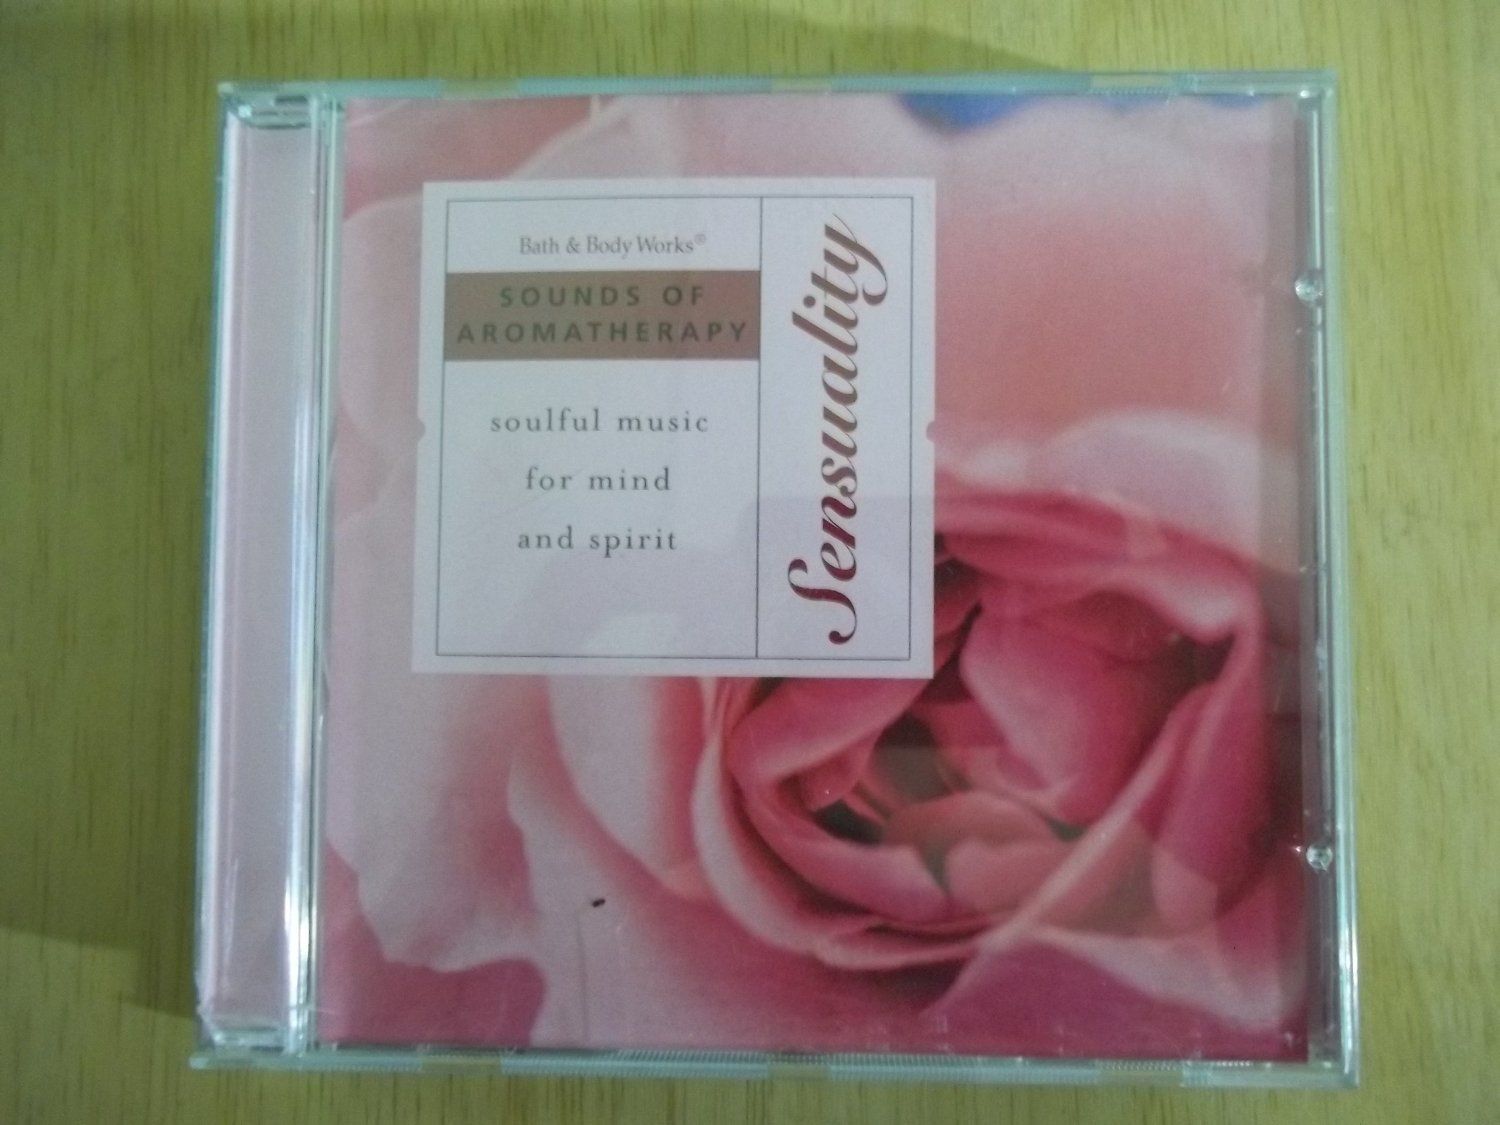 Bath & Body Works®
SOUNDS OF
AROMATHERAPY
soulful music
for mind
and spirit
Sensuality